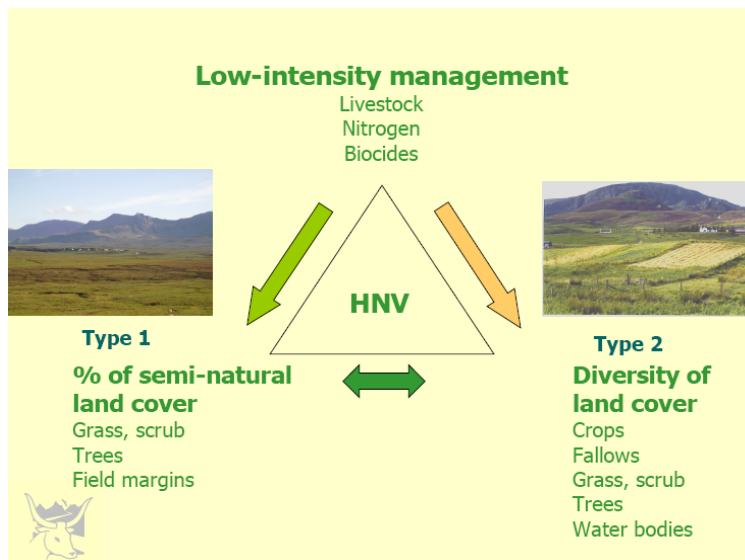 Low-intensity management
Livestock
Nitrogen
Biocides
HNV
Type 1
% of semi-natural
land cover
Grass, scrub
Trees
Field margins
Type 2
Diversity of
land cover
Crops
Fallows
Grass, scrub
Trees
Water bodies